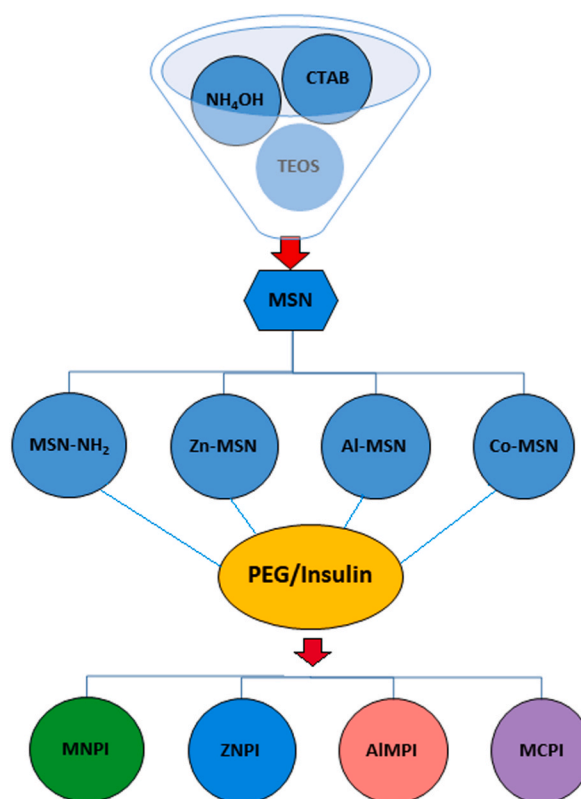 CTAB
NH₄OH
TEOS
MSN
MSN-NH₂
Zn-MSN
Al-MSN
Co-MSN
PEG/Insulin
MNPI
ZNPI
AlMPI
MCPI